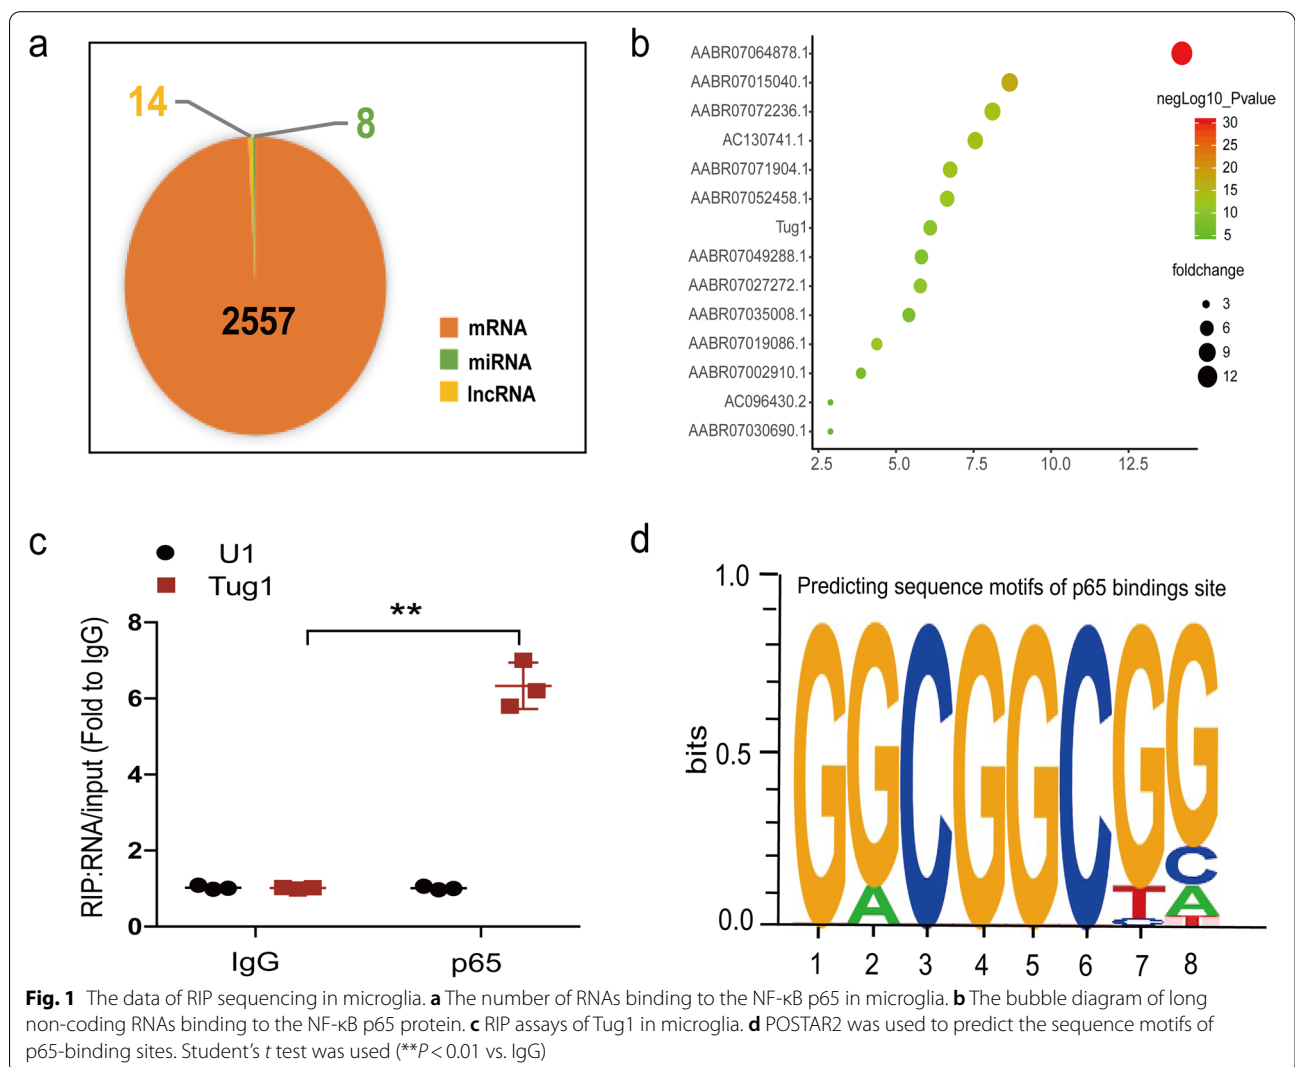 a
14
8
2557
mRNA
miRNA
lncRNA
b
AABR07064878.1
AABR07015040.1
AABR07072236.1
AC130741.1
AABR07071904.1
AABR07052458.1
Tug1
AABR07049288.1
AABR07027272.1
AABR07035008.1
AABR07019086.1
AABR07002910.1
AC096430.2
AABR07030690.1
2.5 5.0 7.5 10.0 12.5
negLog10_Pvalue
30
25
20
15
10
5
foldchange
3
6
9
12
c
U1
Tug1
**
RIP:RNA/input (Fold to IgG)
8
6
4
2
0
IgG p65
d
Predicting sequence motifs of p65 bindings site
bits
1.0
0.5
0.0
G G C G G C G G
A T C
C A
T
1 2 3 4 5 6 7 8
Fig. 1 The data of RIP sequencing in microglia. a The number of RNAs binding to the NF-κB p65 in microglia. b The bubble diagram of long
non-coding RNAs binding to the NF-κB p65 protein. c RIP assays of Tug1 in microglia. d POSTAR2 was used to predict the sequence motifs of
p65-binding sites. Student’s t test was used (**P < 0.01 vs. IgG)